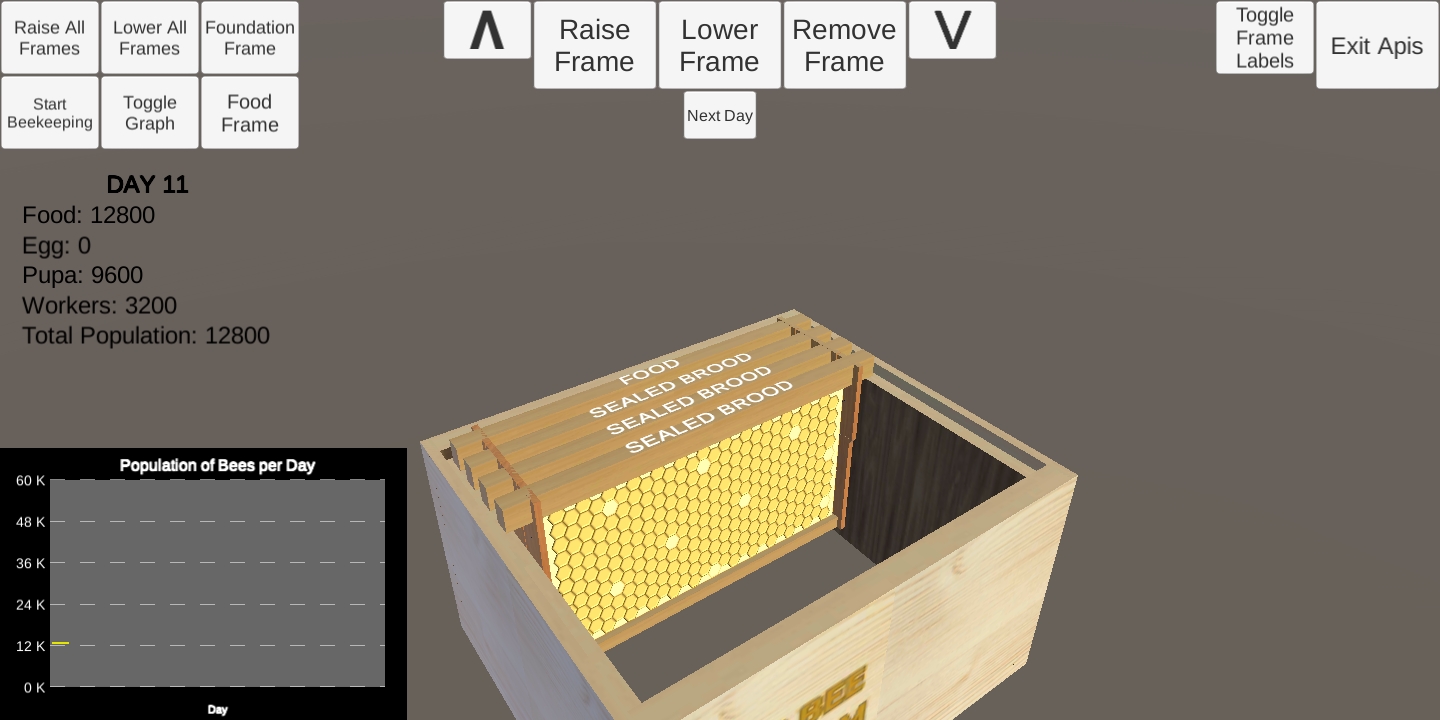 Raise All
Frames
Lower All
Frames
Foundation
Frame
Start
Beekeeping
Toggle
Graph
Food
Frame
Λ
Raise
Frame
Lower
Frame
Remove
Frame
V
Next Day
Toggle
Frame
Labels
Exit Apis
DAY 11
Food: 12800
Egg: 0
Pupa: 9600
Workers: 3200
Total Population: 12800
FOOD
SEALED BROOD
SEALED BROOD
SEALED BROOD
Population of Bees per Day
60 K
48 K
36 K
24 K
12 K
0 K
Day
BEE